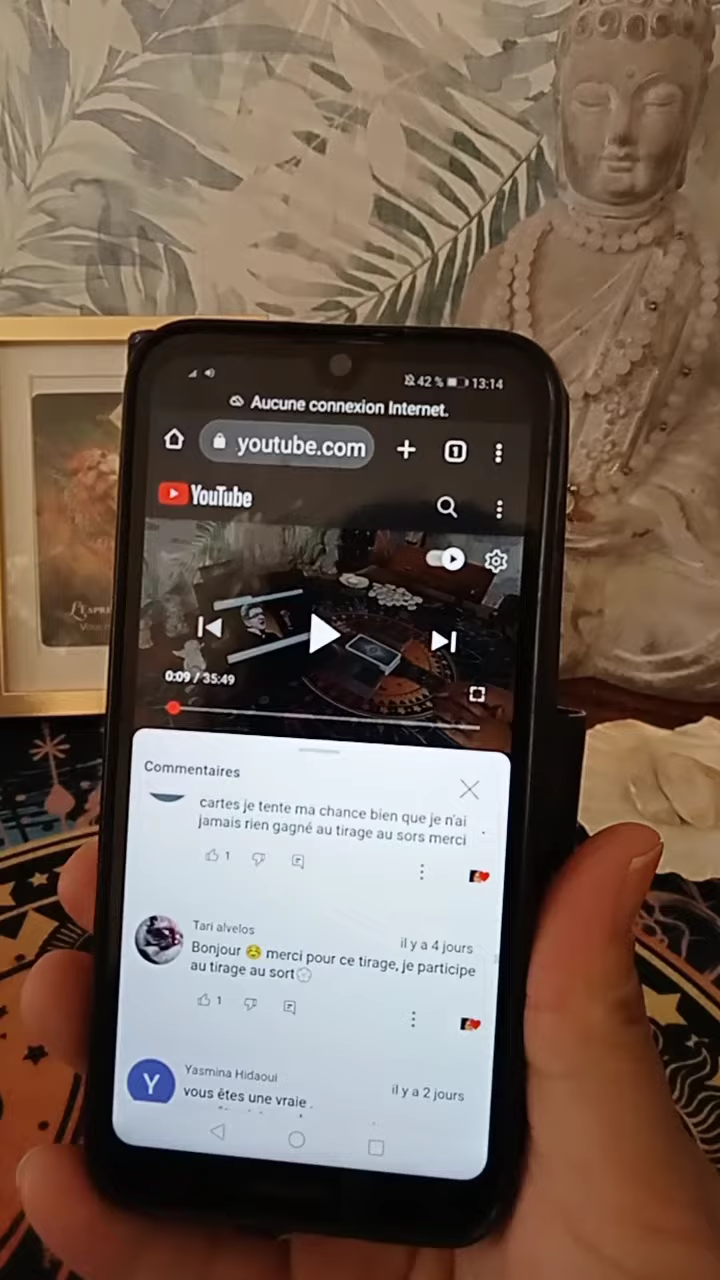 42 % 13:14
Aucune connexion Internet.
youtube.com
1
YouTube
0:09 / 35:49
Commentaires
cartes je tente ma chance bien que je n'ai
jamais rien gagné au tirage au sors merci
1
Tari alvelos
il y a 4 jours
Bonjour 😌 merci pour ce tirage, je participe
au tirage au sort
1
Y
Yasmina Hidaoui
il y a 2 jours
vous êtes une vraie